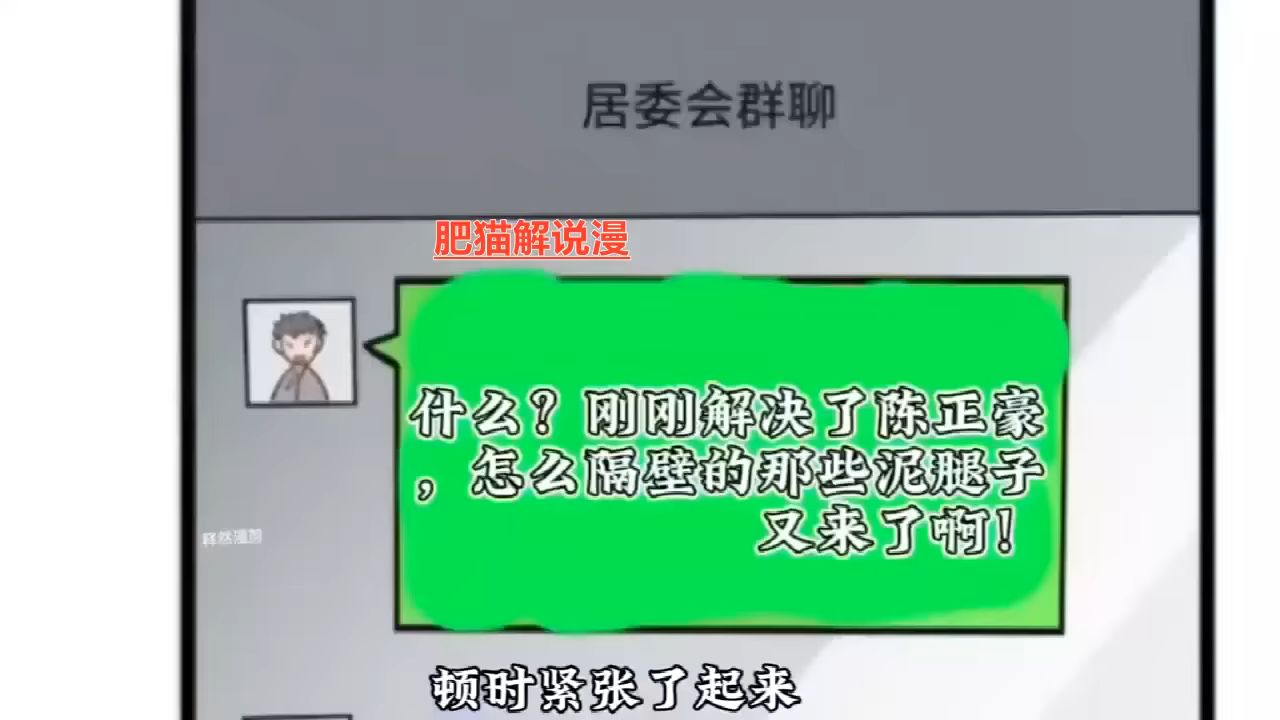 居委会群聊
肥猫解说漫
什么？刚刚解决了陈正豪
，怎么隔壁的那些泥腿子
又来了啊！
顿时紧张了起来